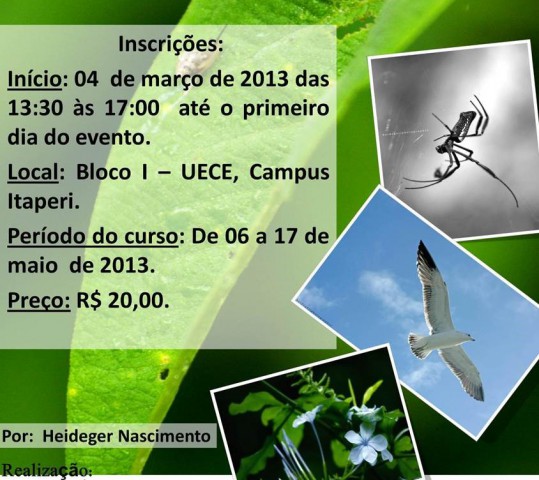 Inscrições:
Início: 04 de março de 2013 das
13:30 às 17:00 até o primeiro
dia do evento.
Local: Bloco I – UECE, Campus
Itaperi.
Período do curso: De 06 a 17 de
maio de 2013.
Preço: R$ 20,00.
Por: Heideger Nascimento
Realização: